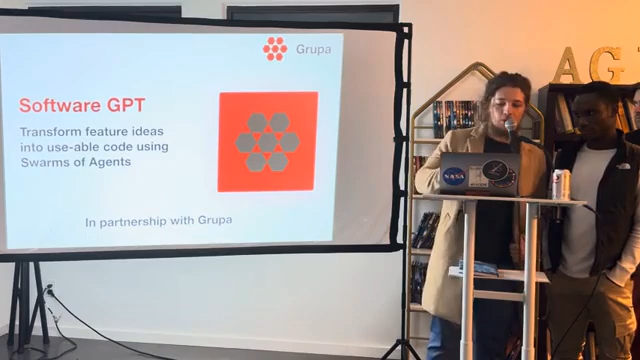 Grupa
Software GPT
Transform feature ideas
into use-able code using
Swarms of Agents
In partnership with Grupa
AG
NASA